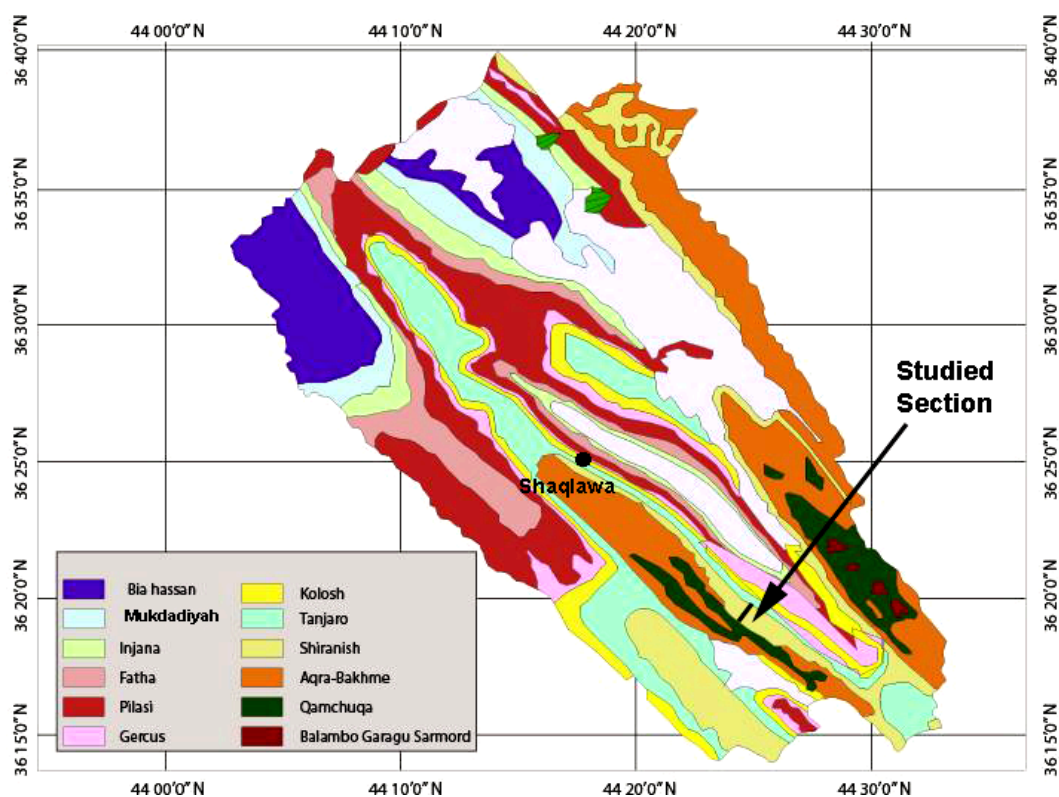 44 00'0"N 44 10'0"N 44 20'0"N 44 30'0"N
36 40'0"N 36 40'0"N
36 35'0"N 36 35'0"N
36 30'0"N 36 30'0"N
Studied
Section
36 25'0"N 36 25'0"N
Shaqlawa
36 20'0"N 36 20'0"N
36 15'0"N 36 15'0"N
Bia hassan
Mukdadiyah
Injana
Fatha
Pilasi
Gercus
Kolosh
Tanjaro
Shiranish
Aqra-Bakhme
Qamchuqa
Balambo Garagu Sarmord
44 00'0"N 44 10'0"N 44 20'0"N 44 30'0"N